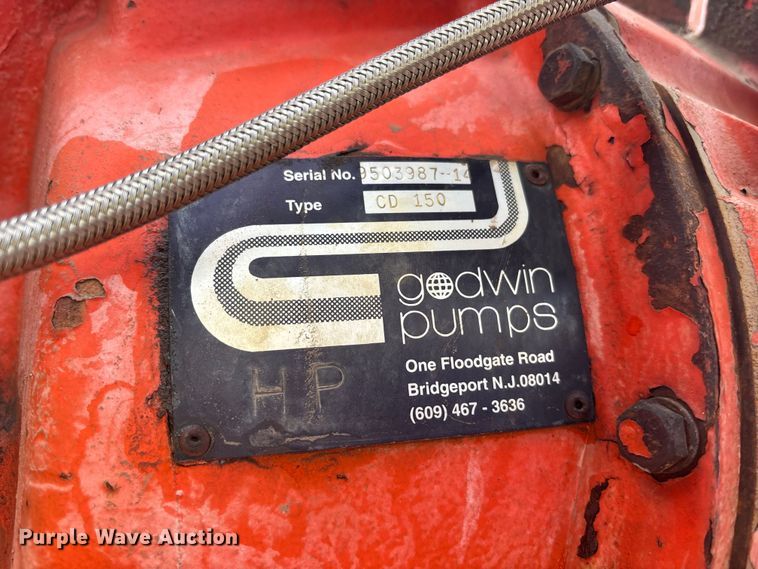 Serial No. 9503987-14
Type CD 150
godwin
pumps
One Floodgate Road
Bridgeport N.J.08014
(609) 467 - 3636
HP
Purple Wave Auction